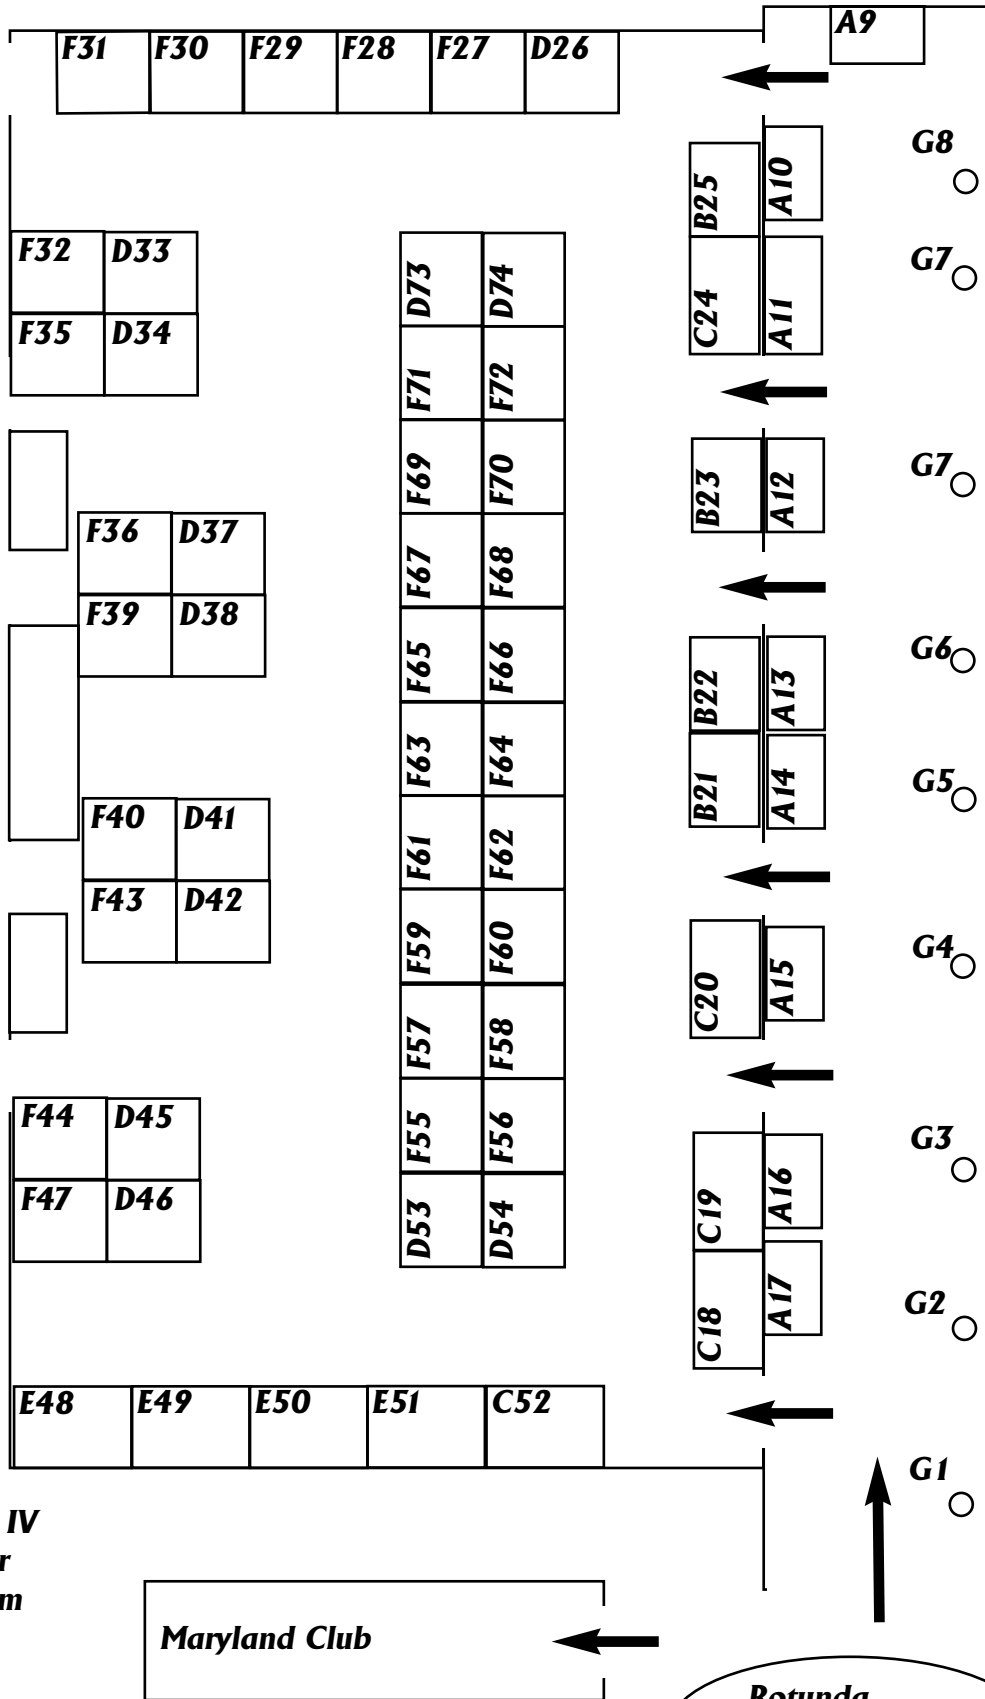 A9
F31 F30 F29 F28 F27 D26
G8
A10
B25
F32 D33
G7
D73 D74
C24 A11
F35 D34
F71 F72
F69 F70
B23 A12
G7
F36 D37
F67 F68
F39 D38
F65 F66
B22 A13
G6
F63 F64
B21 A14
G5
F40 D41
F61 F62
F43 D42
F59 F60
C20 A15
G4
F57 F58
F44 D45
F55 F56
G3
C19 A16
F47 D46
D53 D54
C18 A17
G2
E48 E49 E50 E51 C52
G1
IV
r
m
Maryland Club
Rotunda